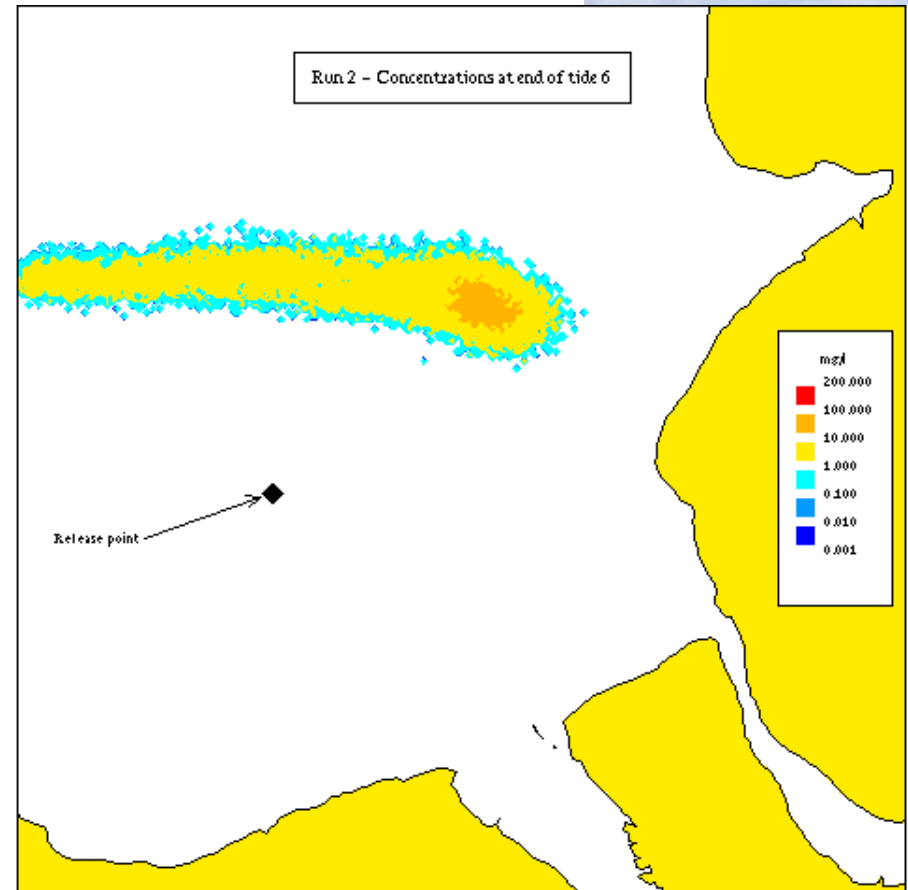 Run 2 - Concentrations at end of tide 6
mg/l
200.000
100.000
10.000
1.000
0.100
0.010
0.001
Release point